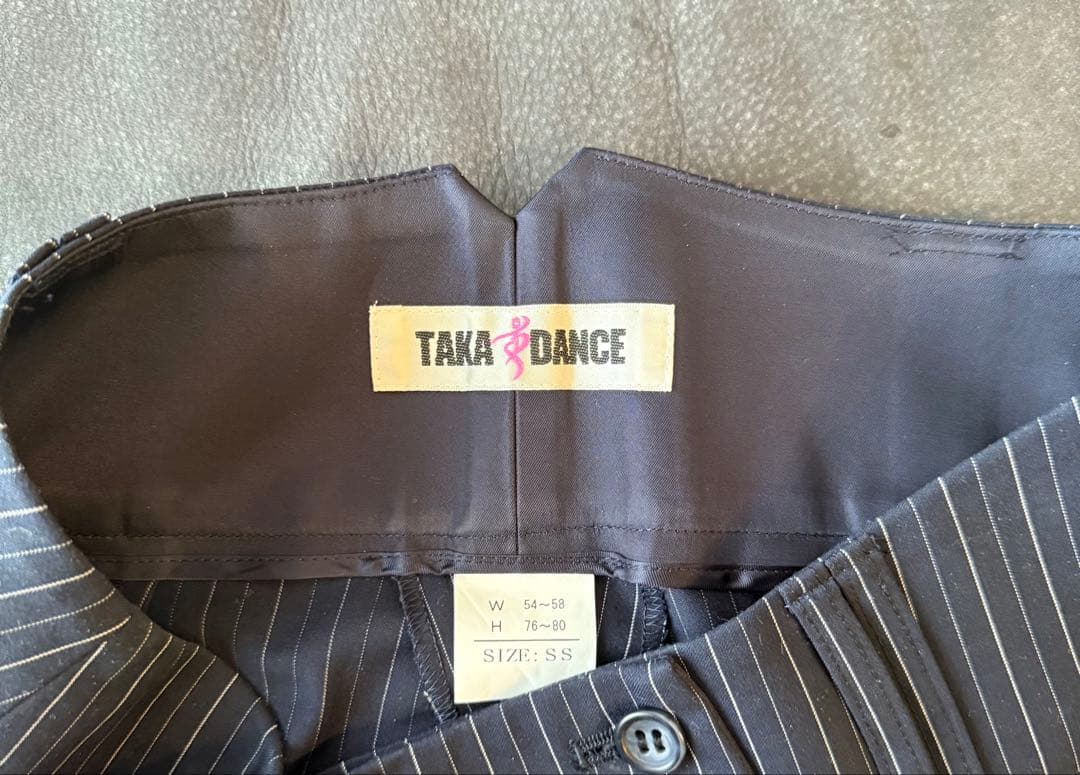 TAKA DANCE
W 54～58
H 76～80
SIZE: SS